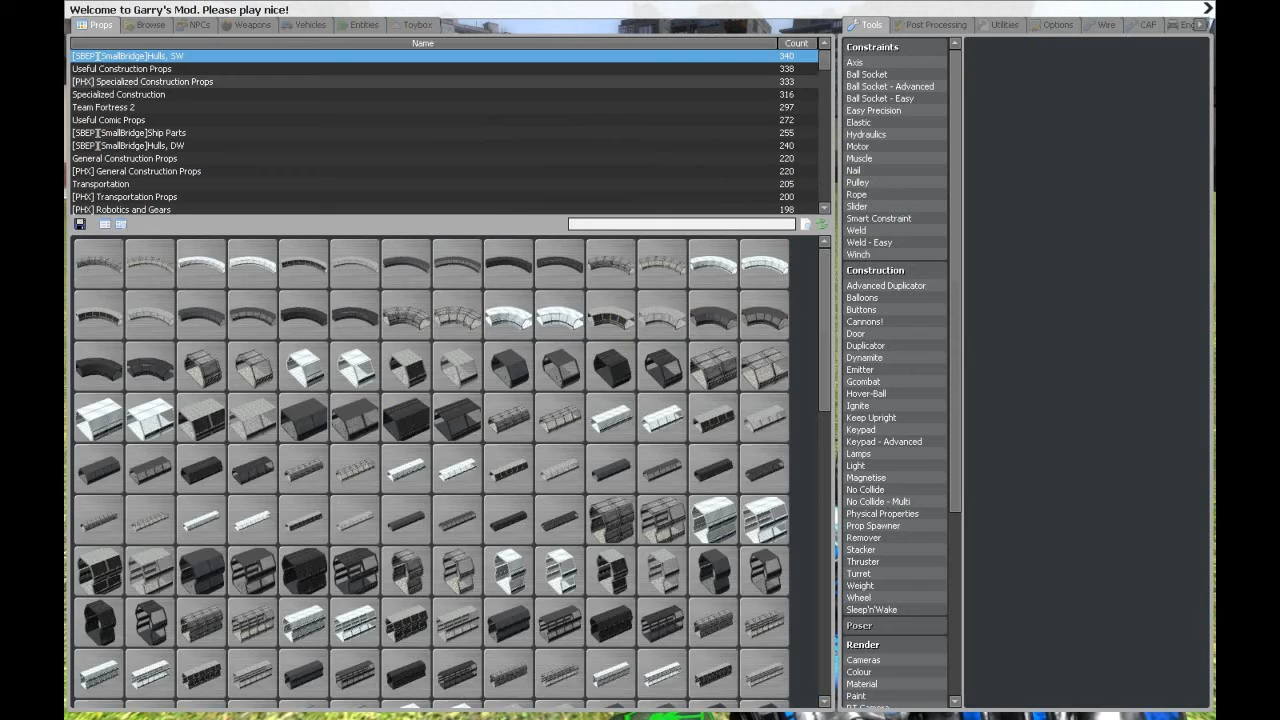 Welcome to Garry's Mod. Please play nice!
Props Browse NPCs Weapons Vehicles Entities Toybox
Name Count
[SBEP][SmallBridge]Hulls, SW 340
Useful Construction Props 338
[PHX] Specialized Construction Props 333
Specialized Construction 316
Team Fortress 2 297
Useful Comic Props 272
[SBEP][SmallBridge]Ship Parts 255
[SBEP][SmallBridge]Hulls, DW 240
General Construction Props 220
[PHX] General Construction Props 220
Transportation 205
[PHX] Transportation Props 200
[PHX] Robotics and Gears 198
Tools Post Processing Utilities Options Wire CAF Eng
Constraints
Axis
Ball Socket
Ball Socket - Advanced
Ball Socket - Easy
Easy Precision
Elastic
Hydraulics
Motor
Muscle
Nail
Pulley
Rope
Slider
Smart Constraint
Weld
Weld - Easy
Winch
Construction
Advanced Duplicator
Balloons
Buttons
Cannons!
Door
Duplicator
Dynamite
Emitter
Gcombat
Hover-Ball
Ignite
Keep Upright
Keypad
Keypad - Advanced
Lamps
Light
Magnetise
No Collide
No Collide - Multi
Physical Properties
Prop Spawner
Remover
Stacker
Thruster
Turret
Weight
Wheel
Sleep'n'Wake
Poser
Render
Cameras
Colour
Material
Paint
RT Camera